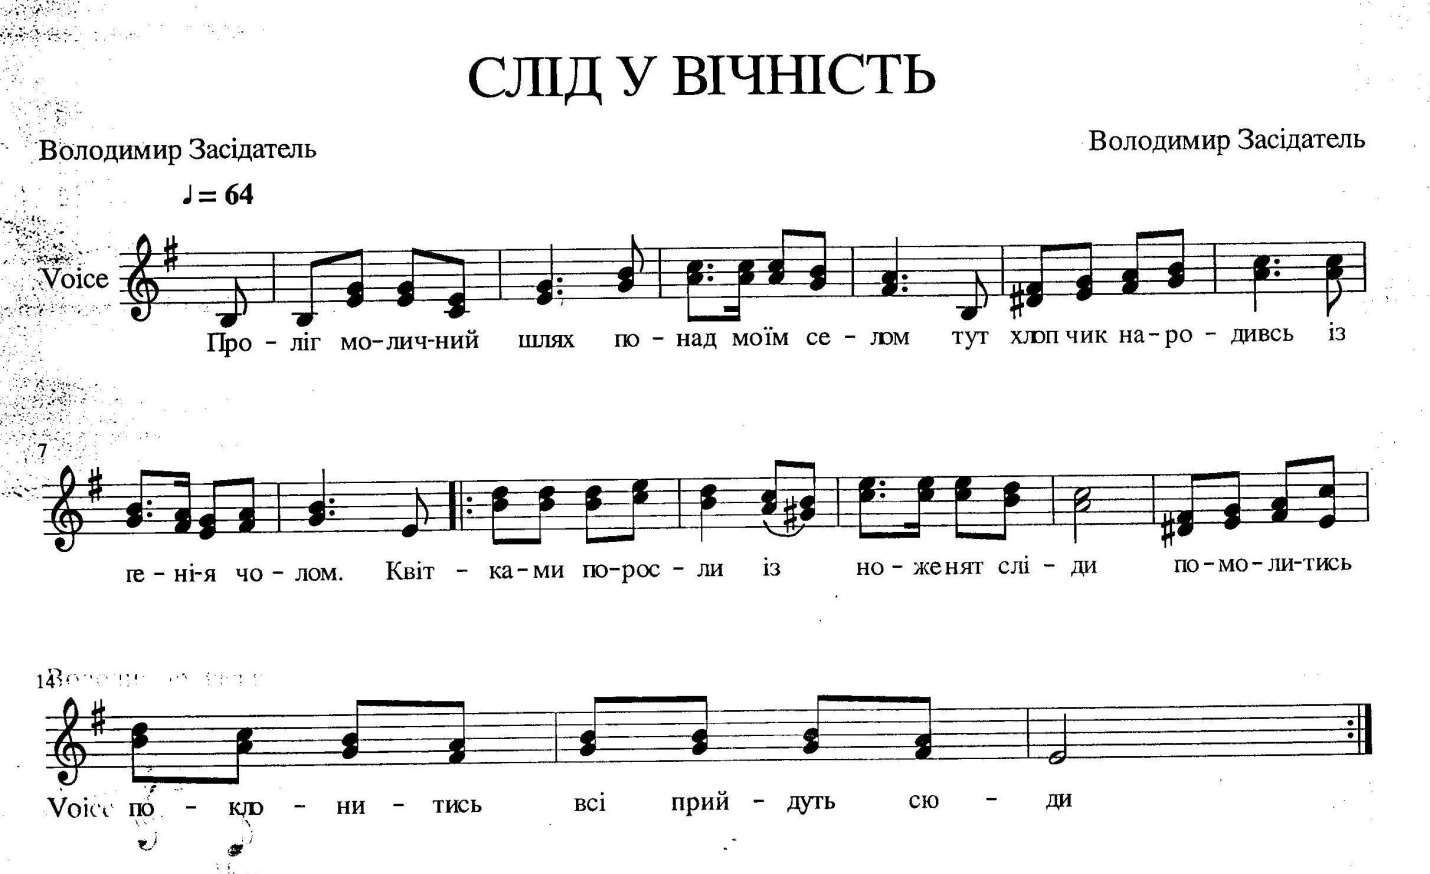 СЛІД У ВІЧНІСТЬ
Володимир Засідатель
Володимир Засідатель
♩= 64
Voice
Про - ліг мо-лич-ний шлях по - над моїм се - лом тут хлоп чик на-ро - дивсь із
7
ге - ні-я чо - лом. Квіт - ка-ми по-рос - ли із но - женят слі - ди по-мо-ли-тись
14
Voice по - кло - ни - тись всі прий - дуть сю - ди